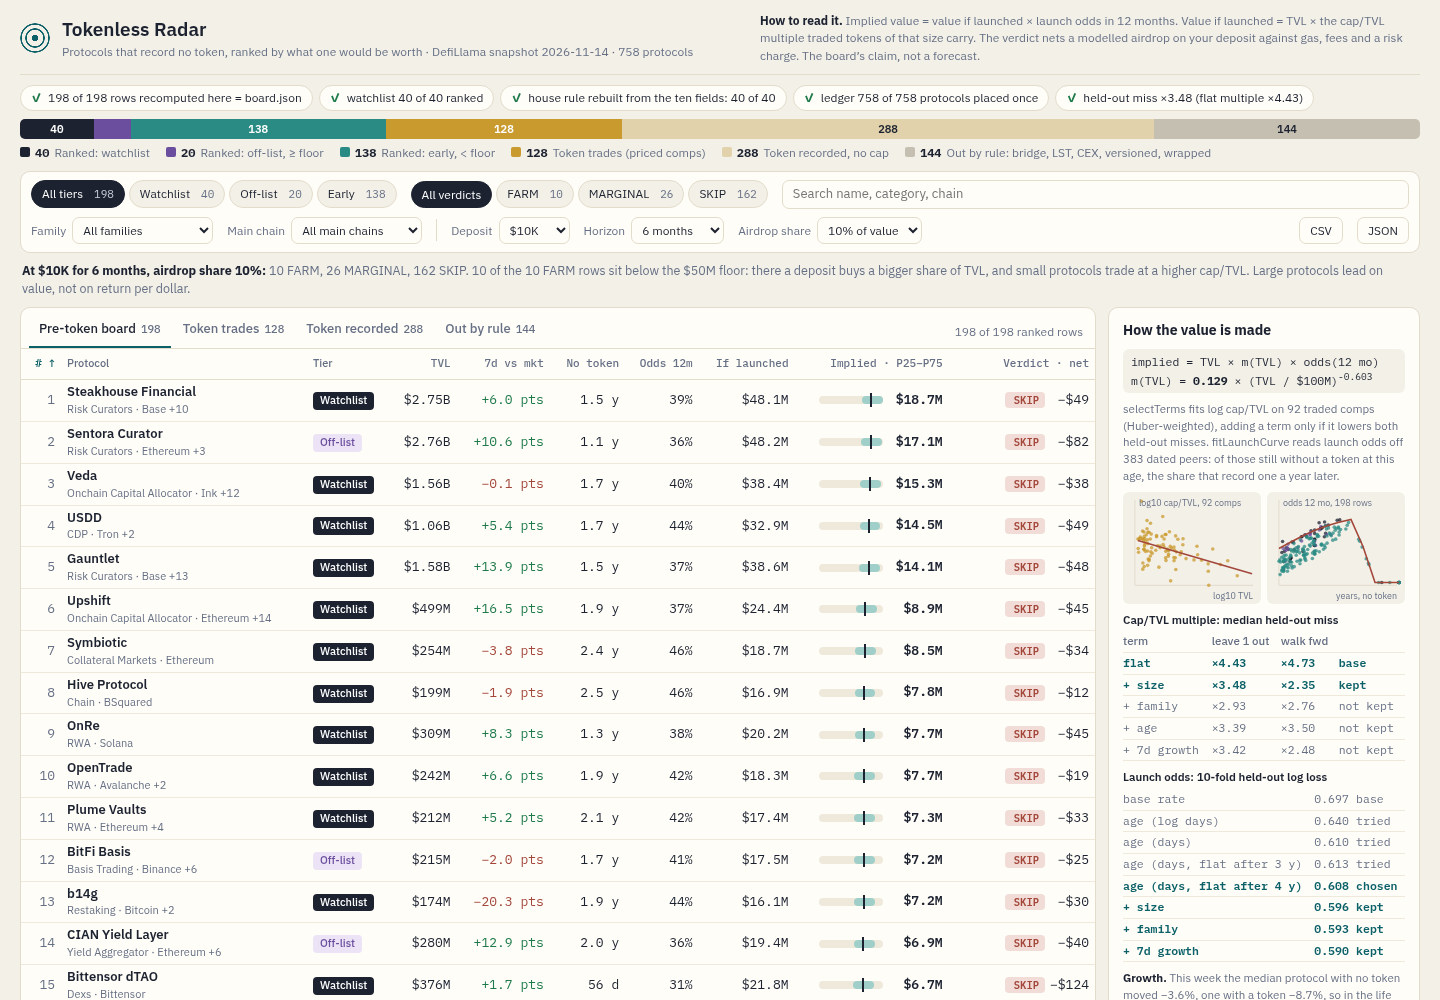 Tokenless Radar
Protocols that record no token, ranked by what one would be worth · DefiLlama snapshot 2026-11-14 · 758 protocols
How to read it. Implied value = value if launched × launch odds in 12 months. Value if launched = TVL × the cap/TVL
multiple traded tokens of that size carry. The verdict nets a modelled airdrop on your deposit against gas, fees and a risk
charge. The board's claim, not a forecast.
✓ 198 of 198 rows recomputed here = board.json
✓ watchlist 40 of 40 ranked
✓ house rule rebuilt from the ten fields: 40 of 40
✓ ledger 758 of 758 protocols placed once
✓ held-out miss ×3.48 (flat multiple ×4.43)
40 138 128 288 144
40 Ranked: watchlist 20 Ranked: off-list, ≥ floor 138 Ranked: early, < floor 128 Token trades (priced comps) 288 Token recorded, no cap 144 Out by rule: bridge, LST, CEX, versioned, wrapped
All tiers 198 Watchlist 40 Off-list 20 Early 138 All verdicts FARM 10 MARGINAL 26 SKIP 162 Search name, category, chain
Family All families Main chain All main chains Deposit $10K Horizon 6 months Airdrop share 10% of value CSV JSON
At $10K for 6 months, airdrop share 10%: 10 FARM, 26 MARGINAL, 162 SKIP. 10 of the 10 FARM rows sit below the $50M floor: there a deposit buys a bigger share of TVL, and small protocols trade at a higher cap/TVL. Large protocols lead on
value, not on return per dollar.
Pre-token board 198 Token trades 128 Token recorded 288 Out by rule 144 198 of 198 ranked rows
# ↑ Protocol Tier TVL 7d vs mkt No token Odds 12m If launched Implied · P25–P75 Verdict · net
1 Steakhouse Financial Watchlist $2.75B +6.0 pts 1.5 y 39% $48.1M $18.7M SKIP −$49
Risk Curators · Base +10
2 Sentora Curator Off-list $2.76B +10.6 pts 1.1 y 36% $48.2M $17.1M SKIP −$82
Risk Curators · Ethereum +3
3 Veda Watchlist $1.56B −0.1 pts 1.7 y 40% $38.4M $15.3M SKIP −$38
Onchain Capital Allocator · Ink +12
4 USDD Watchlist $1.06B +5.4 pts 1.7 y 44% $32.9M $14.5M SKIP −$49
CDP · Tron +2
5 Gauntlet Watchlist $1.58B +13.9 pts 1.5 y 37% $38.6M $14.1M SKIP −$48
Risk Curators · Base +13
6 Upshift Watchlist $499M +16.5 pts 1.9 y 37% $24.4M $8.9M SKIP −$45
Onchain Capital Allocator · Ethereum +14
7 Symbiotic Watchlist $254M −3.8 pts 2.4 y 46% $18.7M $8.5M SKIP −$34
Collateral Markets · Ethereum
8 Hive Protocol Watchlist $199M −1.9 pts 2.5 y 46% $16.9M $7.8M SKIP −$12
Chain · BSquared
9 OnRe Watchlist $309M +8.3 pts 1.3 y 38% $20.2M $7.7M SKIP −$45
RWA · Solana
10 OpenTrade Watchlist $242M +6.6 pts 1.9 y 42% $18.3M $7.7M SKIP −$19
RWA · Avalanche +2
11 Plume Vaults Watchlist $212M +5.2 pts 2.1 y 42% $17.4M $7.3M SKIP −$33
RWA · Ethereum +4
12 BitFi Basis Off-list $215M −2.0 pts 1.7 y 41% $17.5M $7.2M SKIP −$25
Basis Trading · Binance +6
13 b14g Watchlist $174M −20.3 pts 1.9 y 44% $16.1M $7.2M SKIP −$30
Restaking · Bitcoin +2
14 CIAN Yield Layer Off-list $280M +12.9 pts 2.0 y 36% $19.4M $6.9M SKIP −$40
Yield Aggregator · Ethereum +6
15 Bittensor dTAO Watchlist $376M +1.7 pts 56 d 31% $21.8M $6.7M SKIP −$124
Dexs · Bittensor
How the value is made
implied = TVL × m(TVL) × odds(12 mo)
m(TVL) = 0.129 × (TVL / $100M)^-0.603
selectTerms fits log cap/TVL on 92 traded comps
(Huber-weighted), adding a term only if it lowers both
held-out misses. fitLaunchCurve reads launch odds off
383 dated peers: of those still without a token at this
age, the share that record one a year later.
log10 cap/TVL, 92 comps
log10 TVL
odds 12 mo, 198 rows
years, no token
Cap/TVL multiple: median held-out miss
term leave 1 out walk fwd
flat ×4.43 ×4.73 base
+ size ×3.48 ×2.35 kept
+ family ×2.93 ×2.76 not kept
+ age ×3.39 ×3.50 not kept
+ 7d growth ×3.42 ×2.48 not kept
Launch odds: 10-fold held-out log loss
base rate 0.697 base
age (log days) 0.640 tried
age (days) 0.610 tried
age (days, flat after 3 y) 0.613 tried
age (days, flat after 4 y) 0.608 chosen
+ size 0.596 kept
+ family 0.593 kept
+ 7d growth 0.590 kept
Growth. This week the median protocol with no token
moved −3.6%, one with a token −8.7%, so in the life